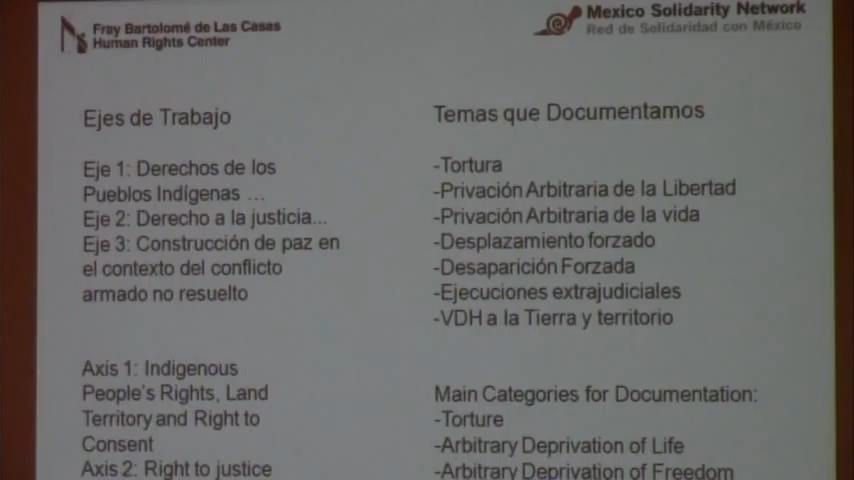 Fray Bartolomé de Las Casas
Human Rights Center
Mexico Solidarity Network
Red de Solidaridad con México
Ejes de Trabajo
Eje 1: Derechos de los
Pueblos Indígenas ...
Eje 2: Derecho a la justicia...
Eje 3: Construcción de paz en
el contexto del conflicto
armado no resuelto
Axis 1: Indigenous
People's Rights, Land
Territory and Right to
Consent
Axis 2: Right to justice
Temas que Documentamos
-Tortura
-Privación Arbitraria de la Libertad
-Privación Arbitraria de la vida
-Desplazamiento forzado
-Desaparición Forzada
-Ejecuciones extrajudiciales
-VDH a la Tierra y territorio
Main Categories for Documentation:
-Torture
-Arbitrary Deprivation of Life
-Arbitrary Deprivation of Freedom